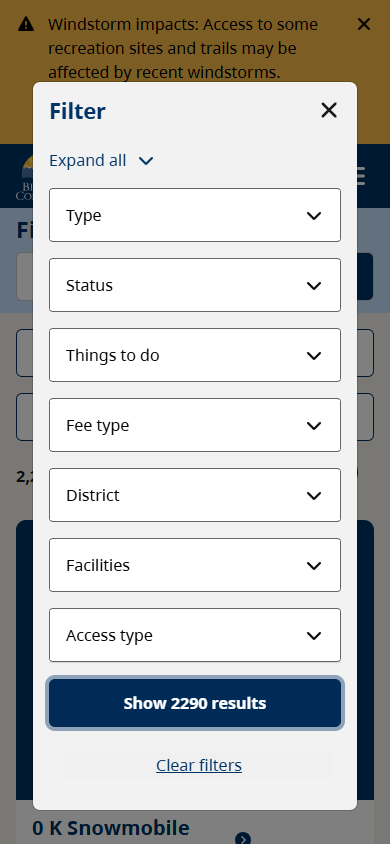 Windstorm impacts: Access to some
recreation sites and trails may be
affected by recent windstorms.
Filter
Expand all
Type
Status
Things to do
Fee type
District
Facilities
Access type
Show 2290 results
Clear filters
0 K Snowmobile